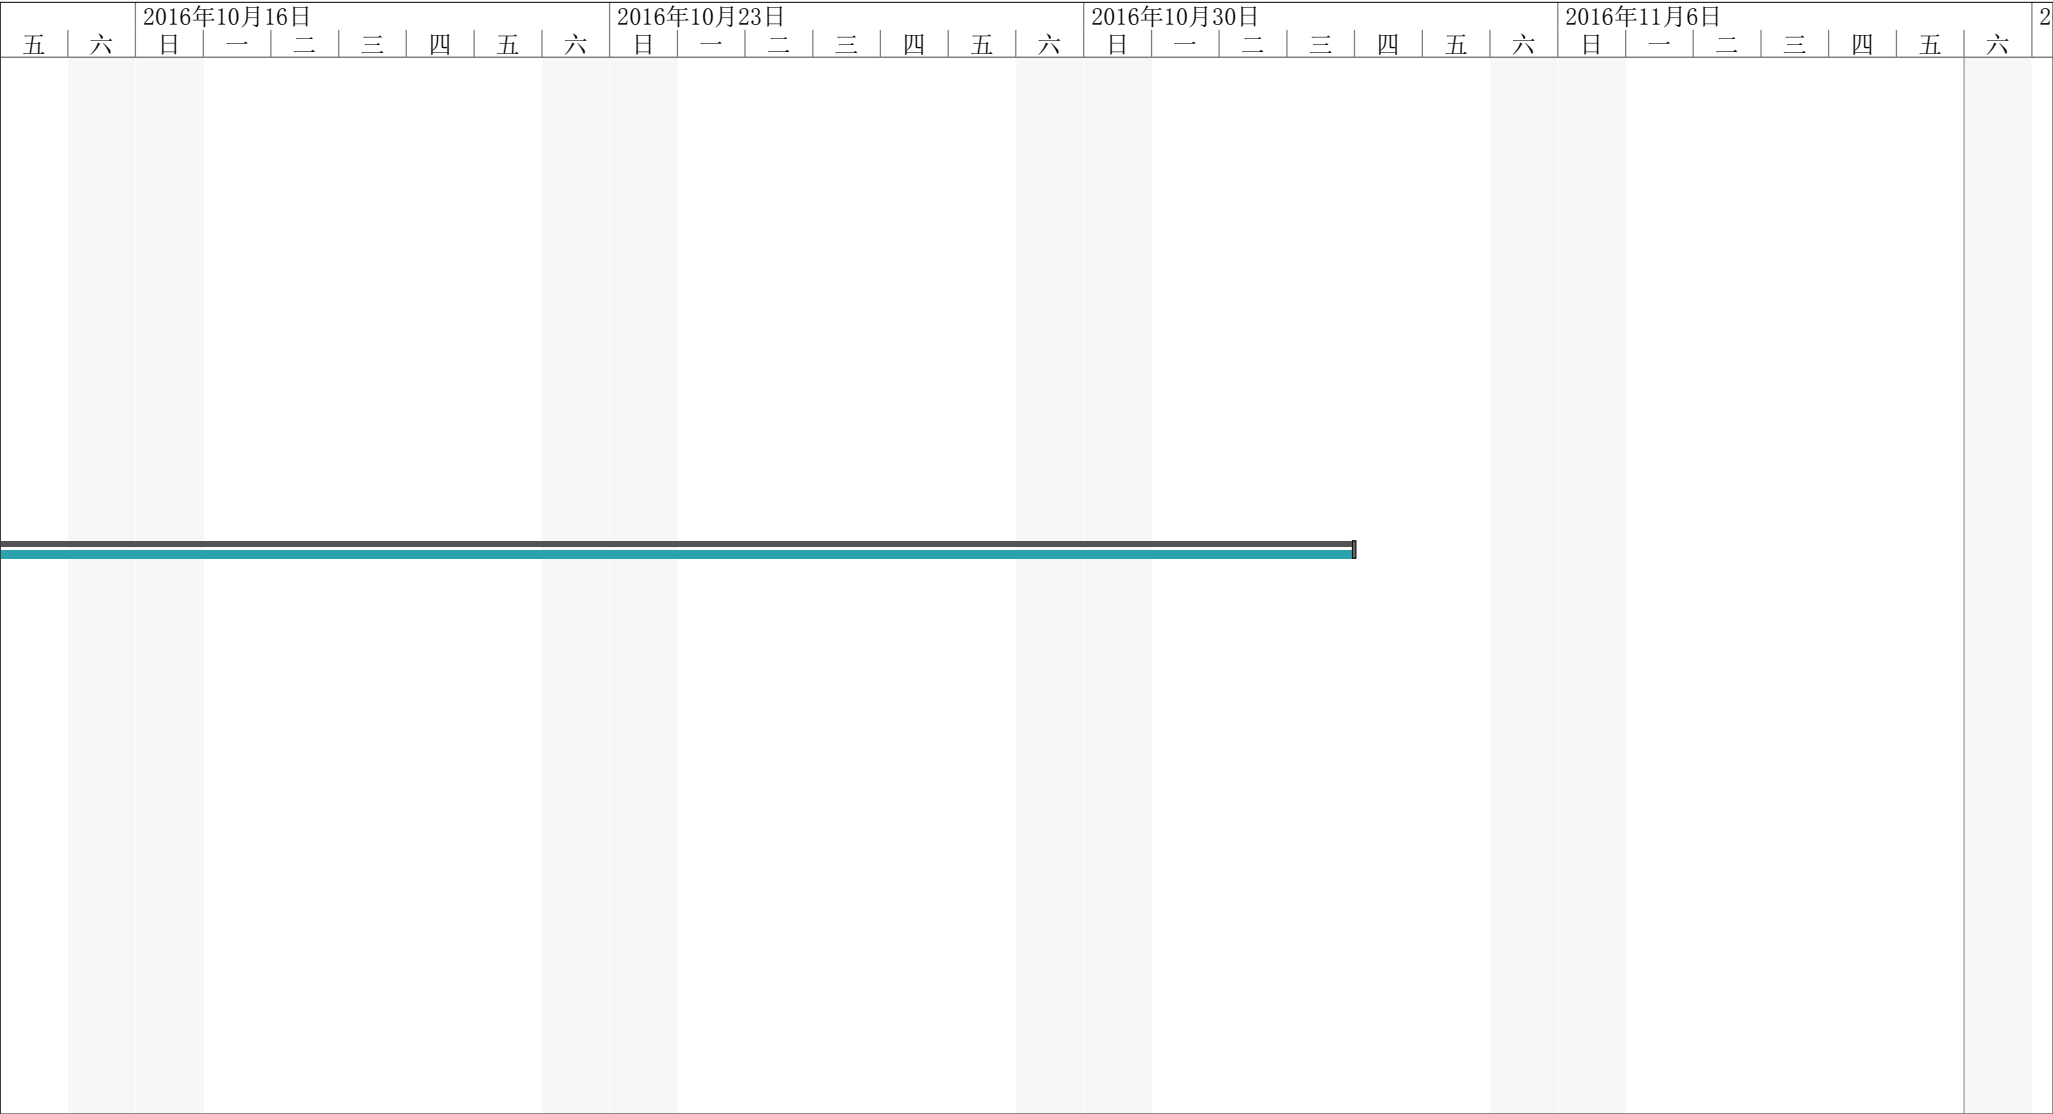 2016年10月16日 2016年10月23日 2016年10月30日 2016年11月6日 2
五 六 日 一 二 三 四 五 六 日 一 二 三 四 五 六 日 一 二 三 四 五 六 日 一 二 三 四 五 六